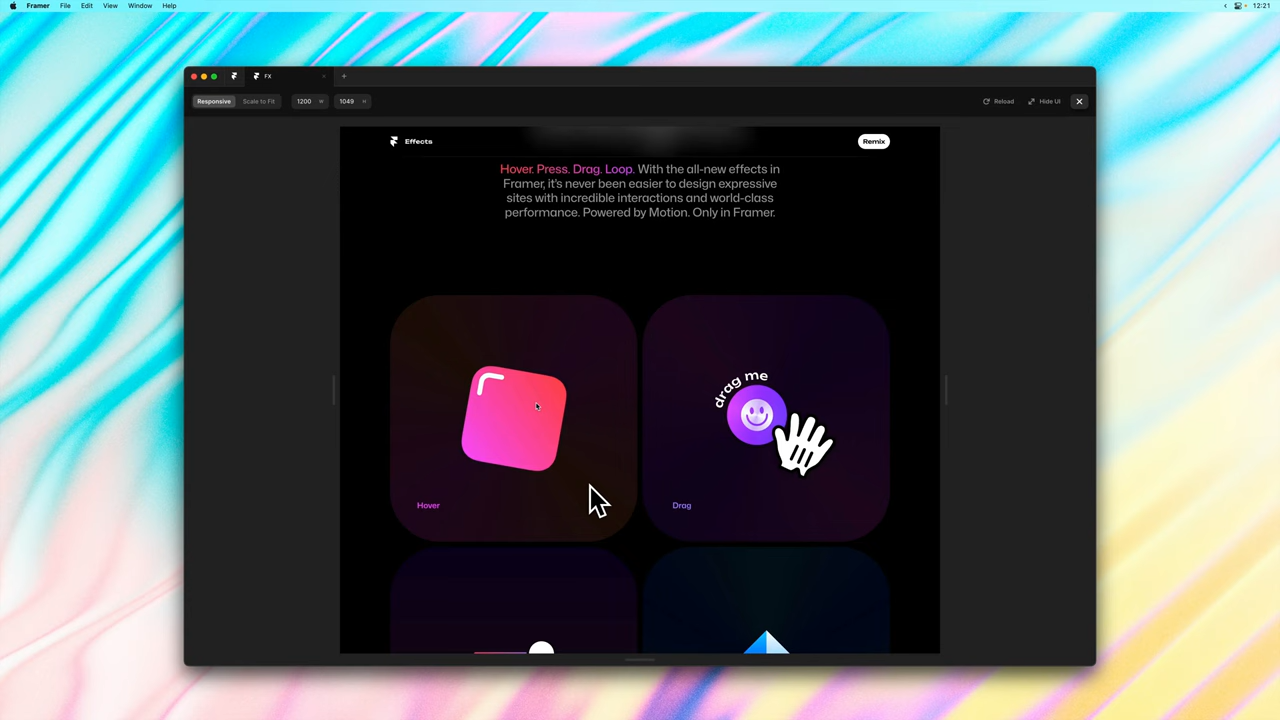 Framer File Edit View Window Help 12:21
FX
Responsive Scale to Fit 1200 W 1049 H Reload Hide UI
Effects Remix
Hover. Press. Drag. Loop. With the all-new effects in
Framer, it's never been easier to design expressive
sites with incredible interactions and world-class
performance. Powered by Motion. Only in Framer.
drag me
Hover Drag